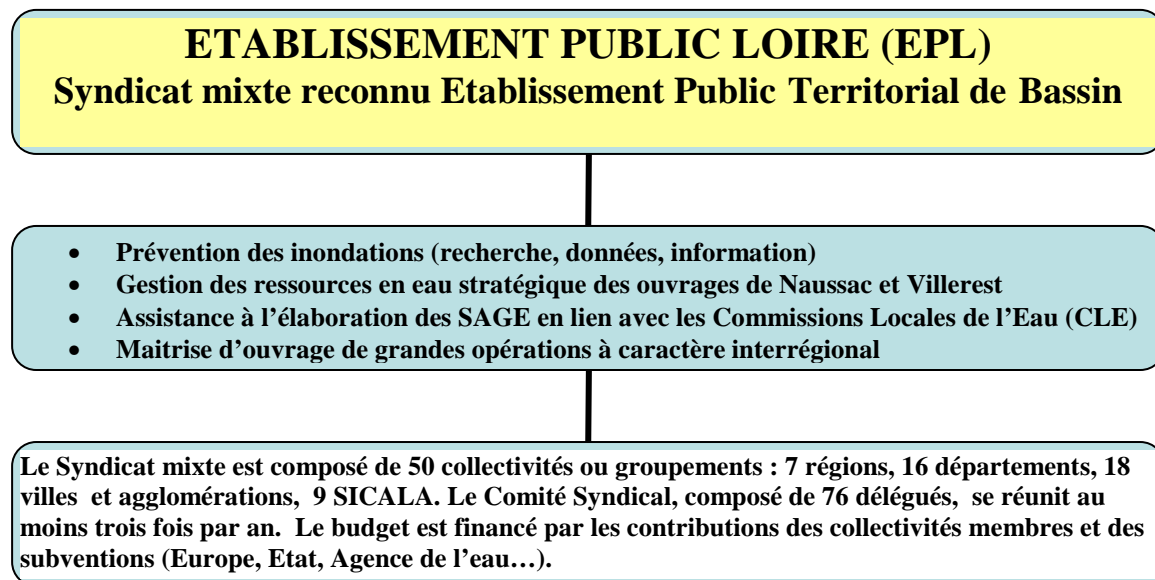 ETABLISSEMENT PUBLIC LOIRE (EPL)
Syndicat mixte reconnu Etablissement Public Territorial de Bassin
• Prévention des inondations (recherche, données, information)
• Gestion des ressources en eau stratégique des ouvrages de Naussac et Villerest
• Assistance à l’élaboration des SAGE en lien avec les Commissions Locales de l’Eau (CLE)
• Maitrise d’ouvrage de grandes opérations à caractère interrégional
Le Syndicat mixte est composé de 50 collectivités ou groupements : 7 régions, 16 départements, 18
villes et agglomérations, 9 SICALA. Le Comité Syndical, composé de 76 délégués, se réunit au
moins trois fois par an. Le budget est financé par les contributions des collectivités membres et des
subventions (Europe, Etat, Agence de l’eau…).